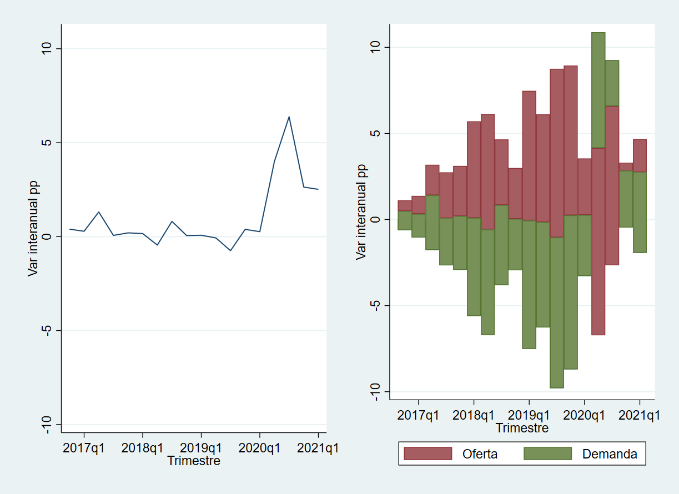 Var interanual pp
10
5
0
-5
-10
2017q1 2018q1 2019q1 2020q1 2021q1
Trimestre
Var interanual pp
10
5
0
-5
-10
2017q1 2018q1 2019q1 2020q1 2021q1
Trimestre
Oferta Demanda